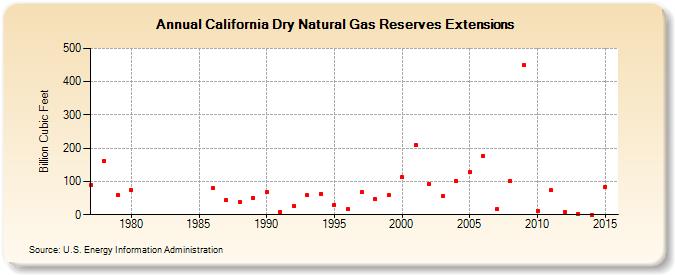 Annual California Dry Natural Gas Reserves Extensions
Billion Cubic Feet
500
400
300
200
100
0
1980 1985 1990 1995 2000 2005 2010 2015
Source: U.S. Energy Information Administration